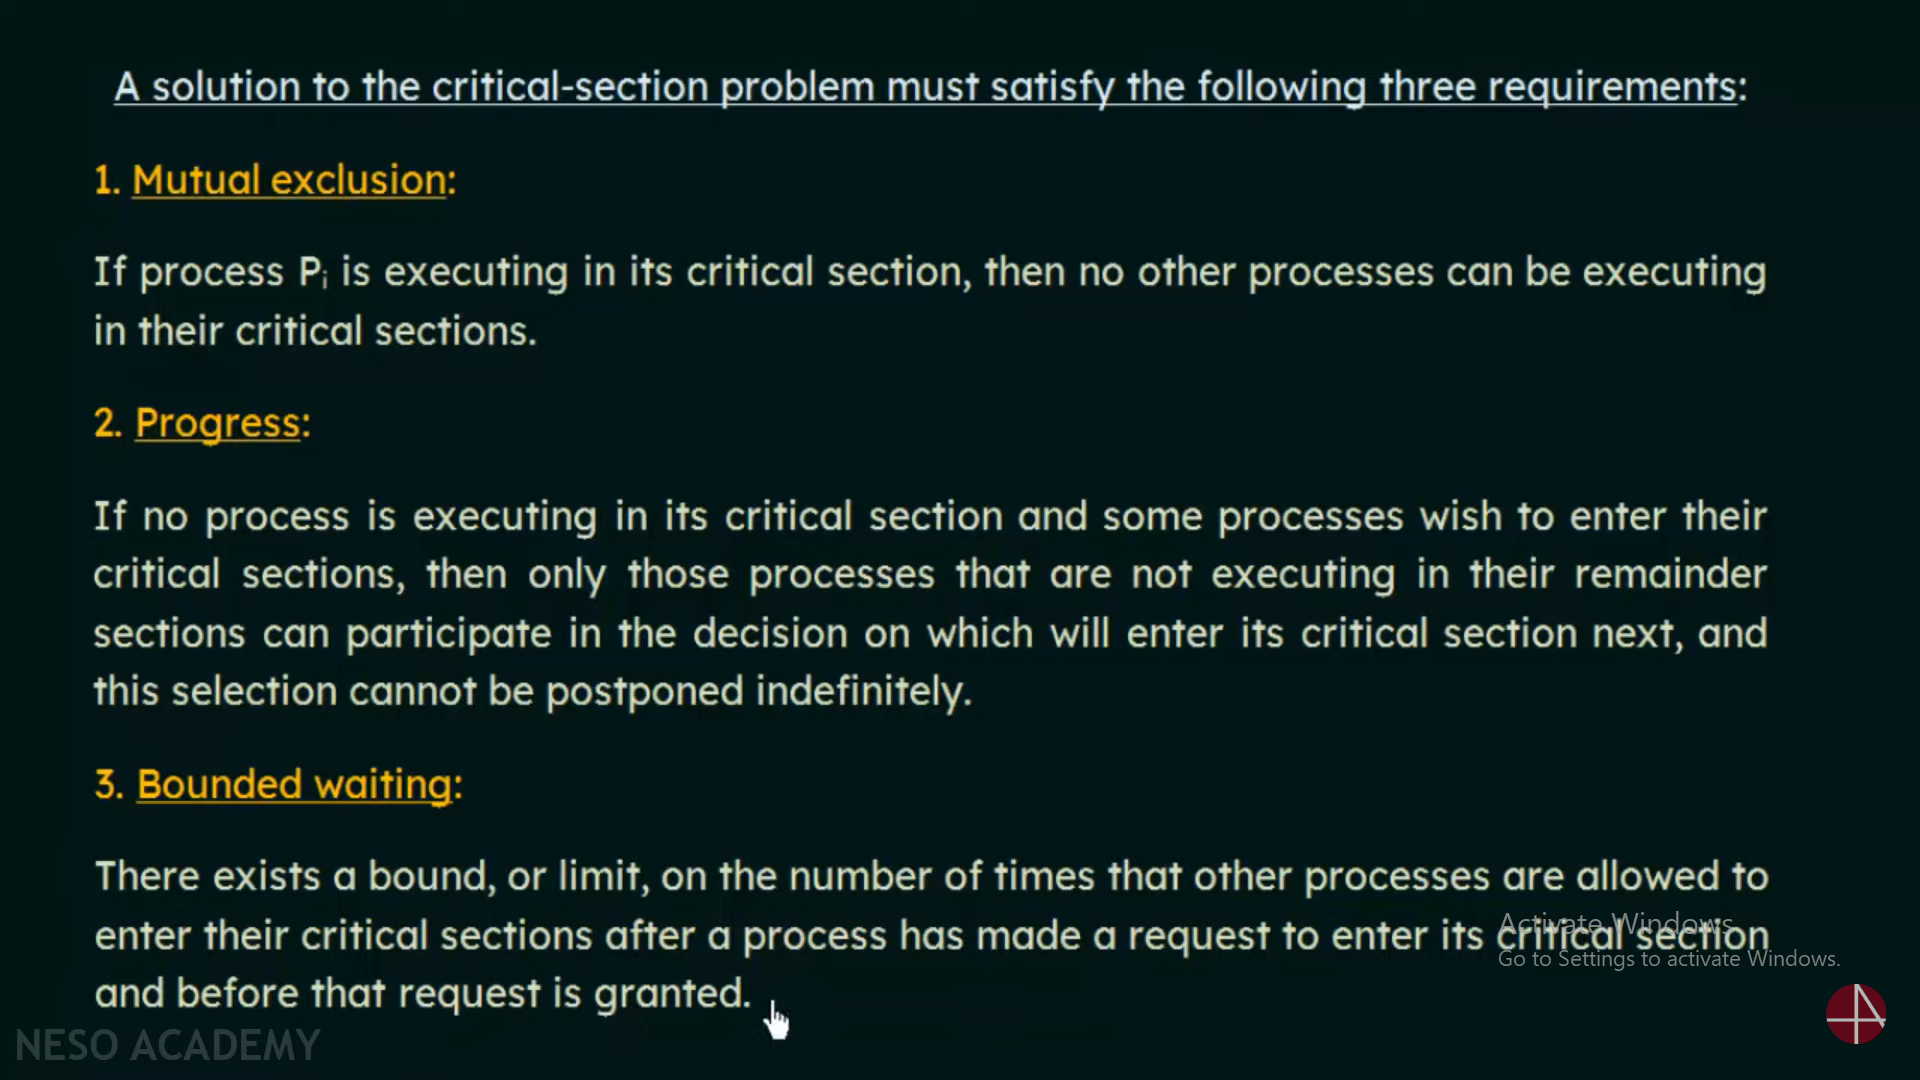 A solution to the critical-section problem must satisfy the following three requirements:
1. Mutual exclusion:
If process Pi is executing in its critical section, then no other processes can be executing
in their critical sections.
2. Progress:
If no process is executing in its critical section and some processes wish to enter their
critical sections, then only those processes that are not executing in their remainder
sections can participate in the decision on which will enter its critical section next, and
this selection cannot be postponed indefinitely.
3. Bounded waiting:
There exists a bound, or limit, on the number of times that other processes are allowed to
enter their critical sections after a process has made a request to enter its critical section
and before that request is granted.
Activate Windows
Go to Settings to activate Windows.
NESO ACADEMY